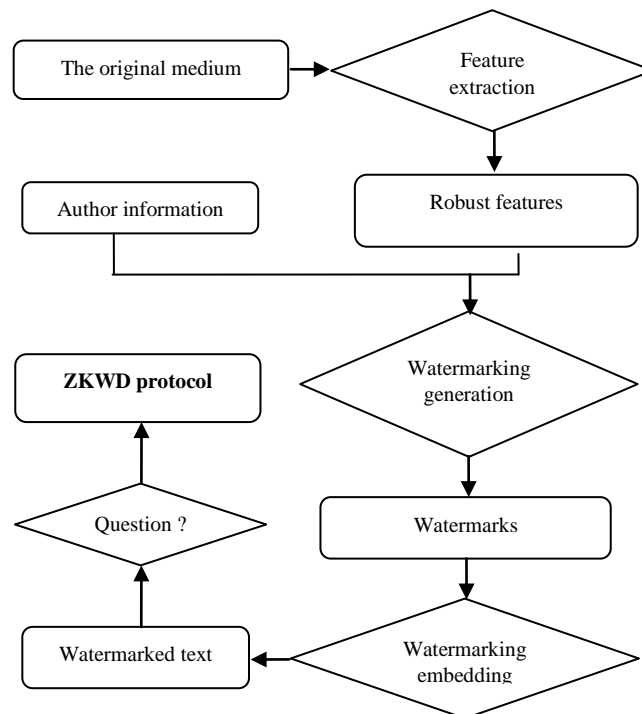 The original medium
Feature
extraction
Author information
Robust features
Watermarking
generation
ZKWD protocol
Question ?
Watermarks
Watermarked text
Watermarking
embedding